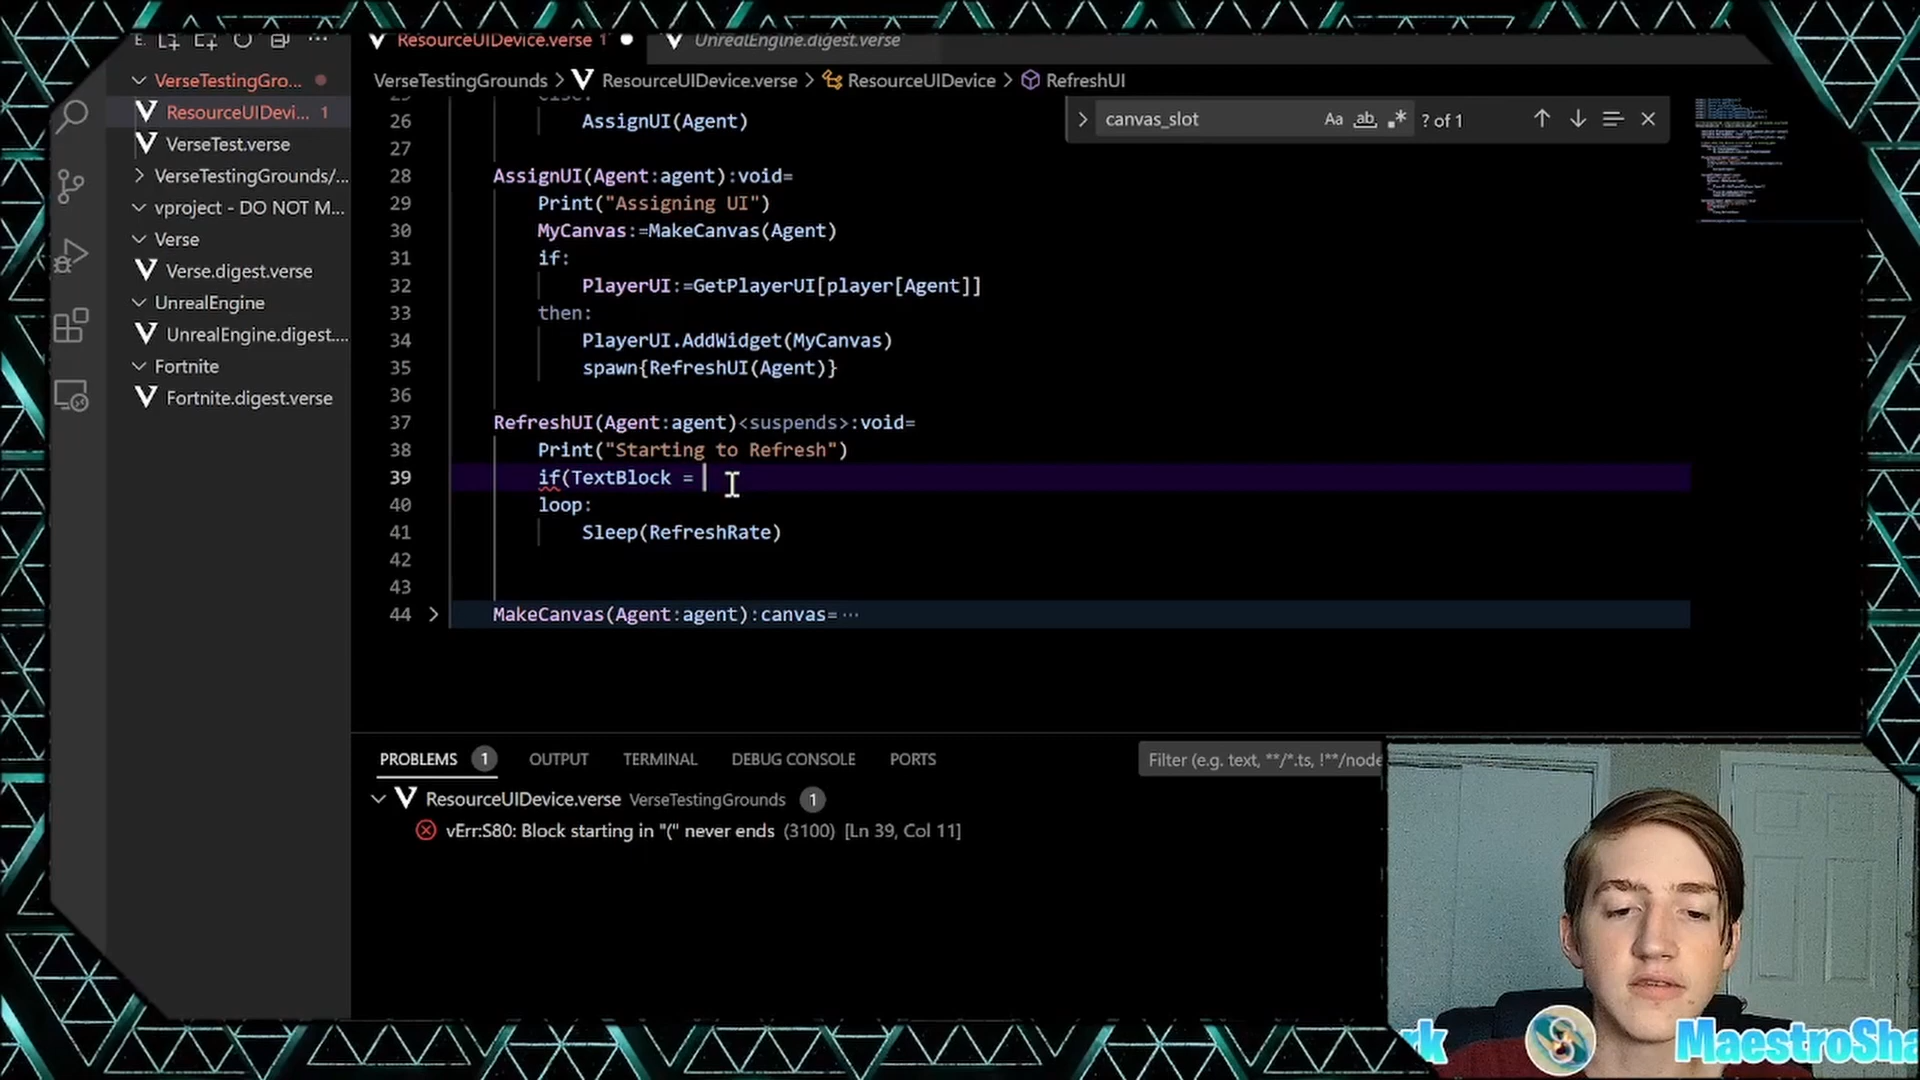 E.
ResourceUIDevice.verse 1
UnrealEngine.digest.verse
VerseTestingGro...
VerseTestingGrounds > ResourceUIDevice.verse > ResourceUIDevice > RefreshUI
ResourceUIDevi... 1
VerseTest.verse
VerseTestingGrounds/...
vproject - DO NOT M...
Verse
Verse.digest.verse
UnrealEngine
UnrealEngine.digest....
Fortnite
Fortnite.digest.verse
canvas_slot Aa ab .* ? of 1
else:
26 AssignUI(Agent)
27
28 AssignUI(Agent:agent):void=
29 Print("Assigning UI")
30 MyCanvas:=MakeCanvas(Agent)
31 if:
32 PlayerUI:=GetPlayerUI[player[Agent]]
33 then:
34 PlayerUI.AddWidget(MyCanvas)
35 spawn{RefreshUI(Agent)}
36
37 RefreshUI(Agent:agent)<suspends>:void=
38 Print("Starting to Refresh")
39 if(TextBlock =
40 loop:
41 Sleep(RefreshRate)
42
43
44 MakeCanvas(Agent:agent):canvas= ...
PROBLEMS 1 OUTPUT TERMINAL DEBUG CONSOLE PORTS
Filter (e.g. text, **/*.ts, !**/node
ResourceUIDevice.verse VerseTestingGrounds 1
vErr:S80: Block starting in "(" never ends (3100) [Ln 39, Col 11]
rk
MaestroSha